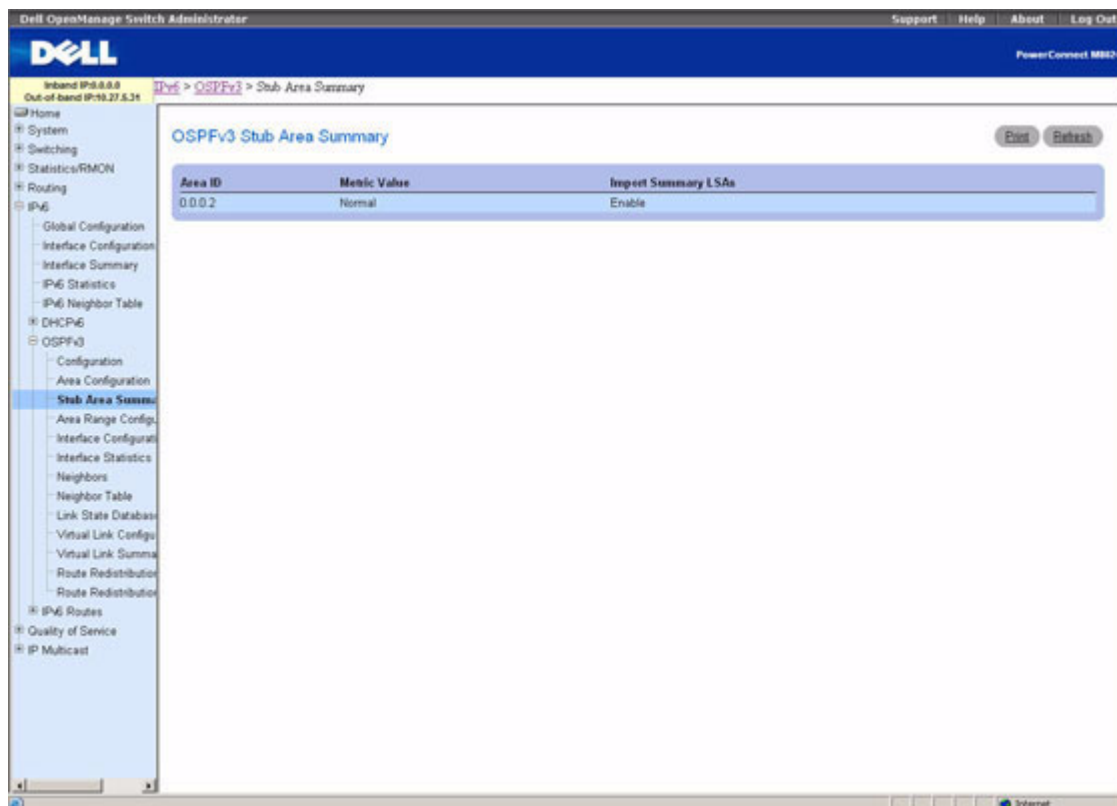 Dell OpenManage Switch Administrator
Support Help About Log Out
DELL
PowerConnect
Inband IP:0.0.0.0
Out-of-band IP:10.27.5.31
IPv6 > OSPFv3 > Stub Area Summary
Home
System
Switching
Statistics/RMON
Routing
IPv6
Global Configuration
Interface Configuration
Interface Summary
IPv6 Statistics
IPv6 Neighbor Table
DHCPv6
OSPFv3
Configuration
Area Configuration
Stub Area Summa
Area Range Configu
Interface Configurati
Interface Statistics
Neighbors
Neighbor Table
Link State Databas
Virtual Link Configu
Virtual Link Summa
Route Redistribution
Route Redistribution
IPv6 Routes
Quality of Service
IP Multicast
OSPFv3 Stub Area Summary
Print Refresh
Area ID Metric Value Import Summary LSAs
0.0.0.2 Normal Enable
Internet